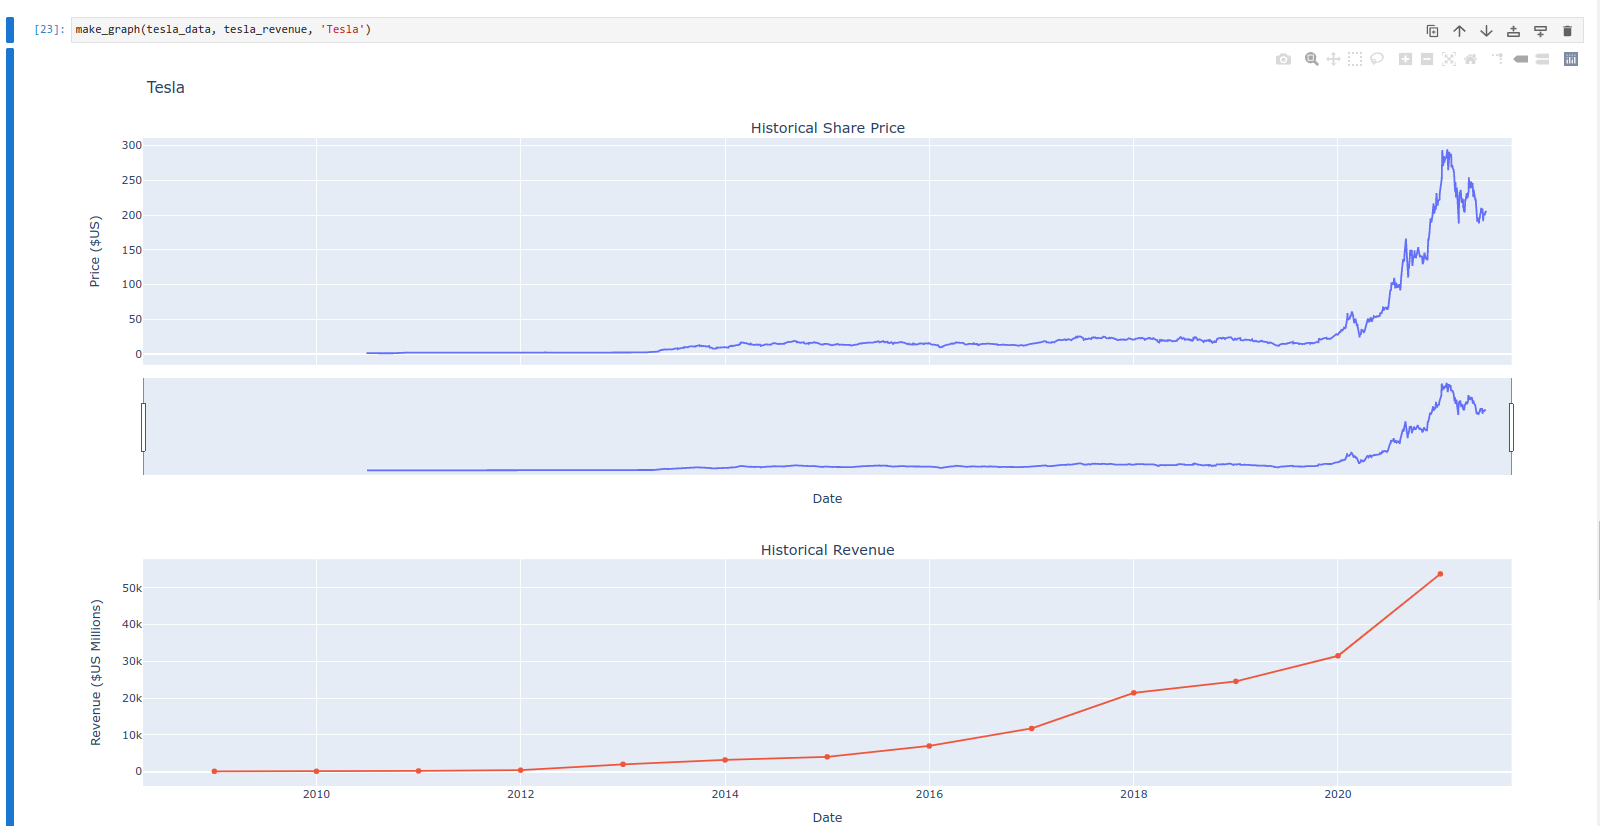 [23]: make_graph(tesla_data, tesla_revenue, 'Tesla')
Tesla
Historical Share Price
300
250
200
150
100
50
0
Price ($US)
Date
Historical Revenue
50k
40k
30k
20k
10k
0
Revenue ($US Millions)
2010 2012 2014 2016 2018 2020
Date